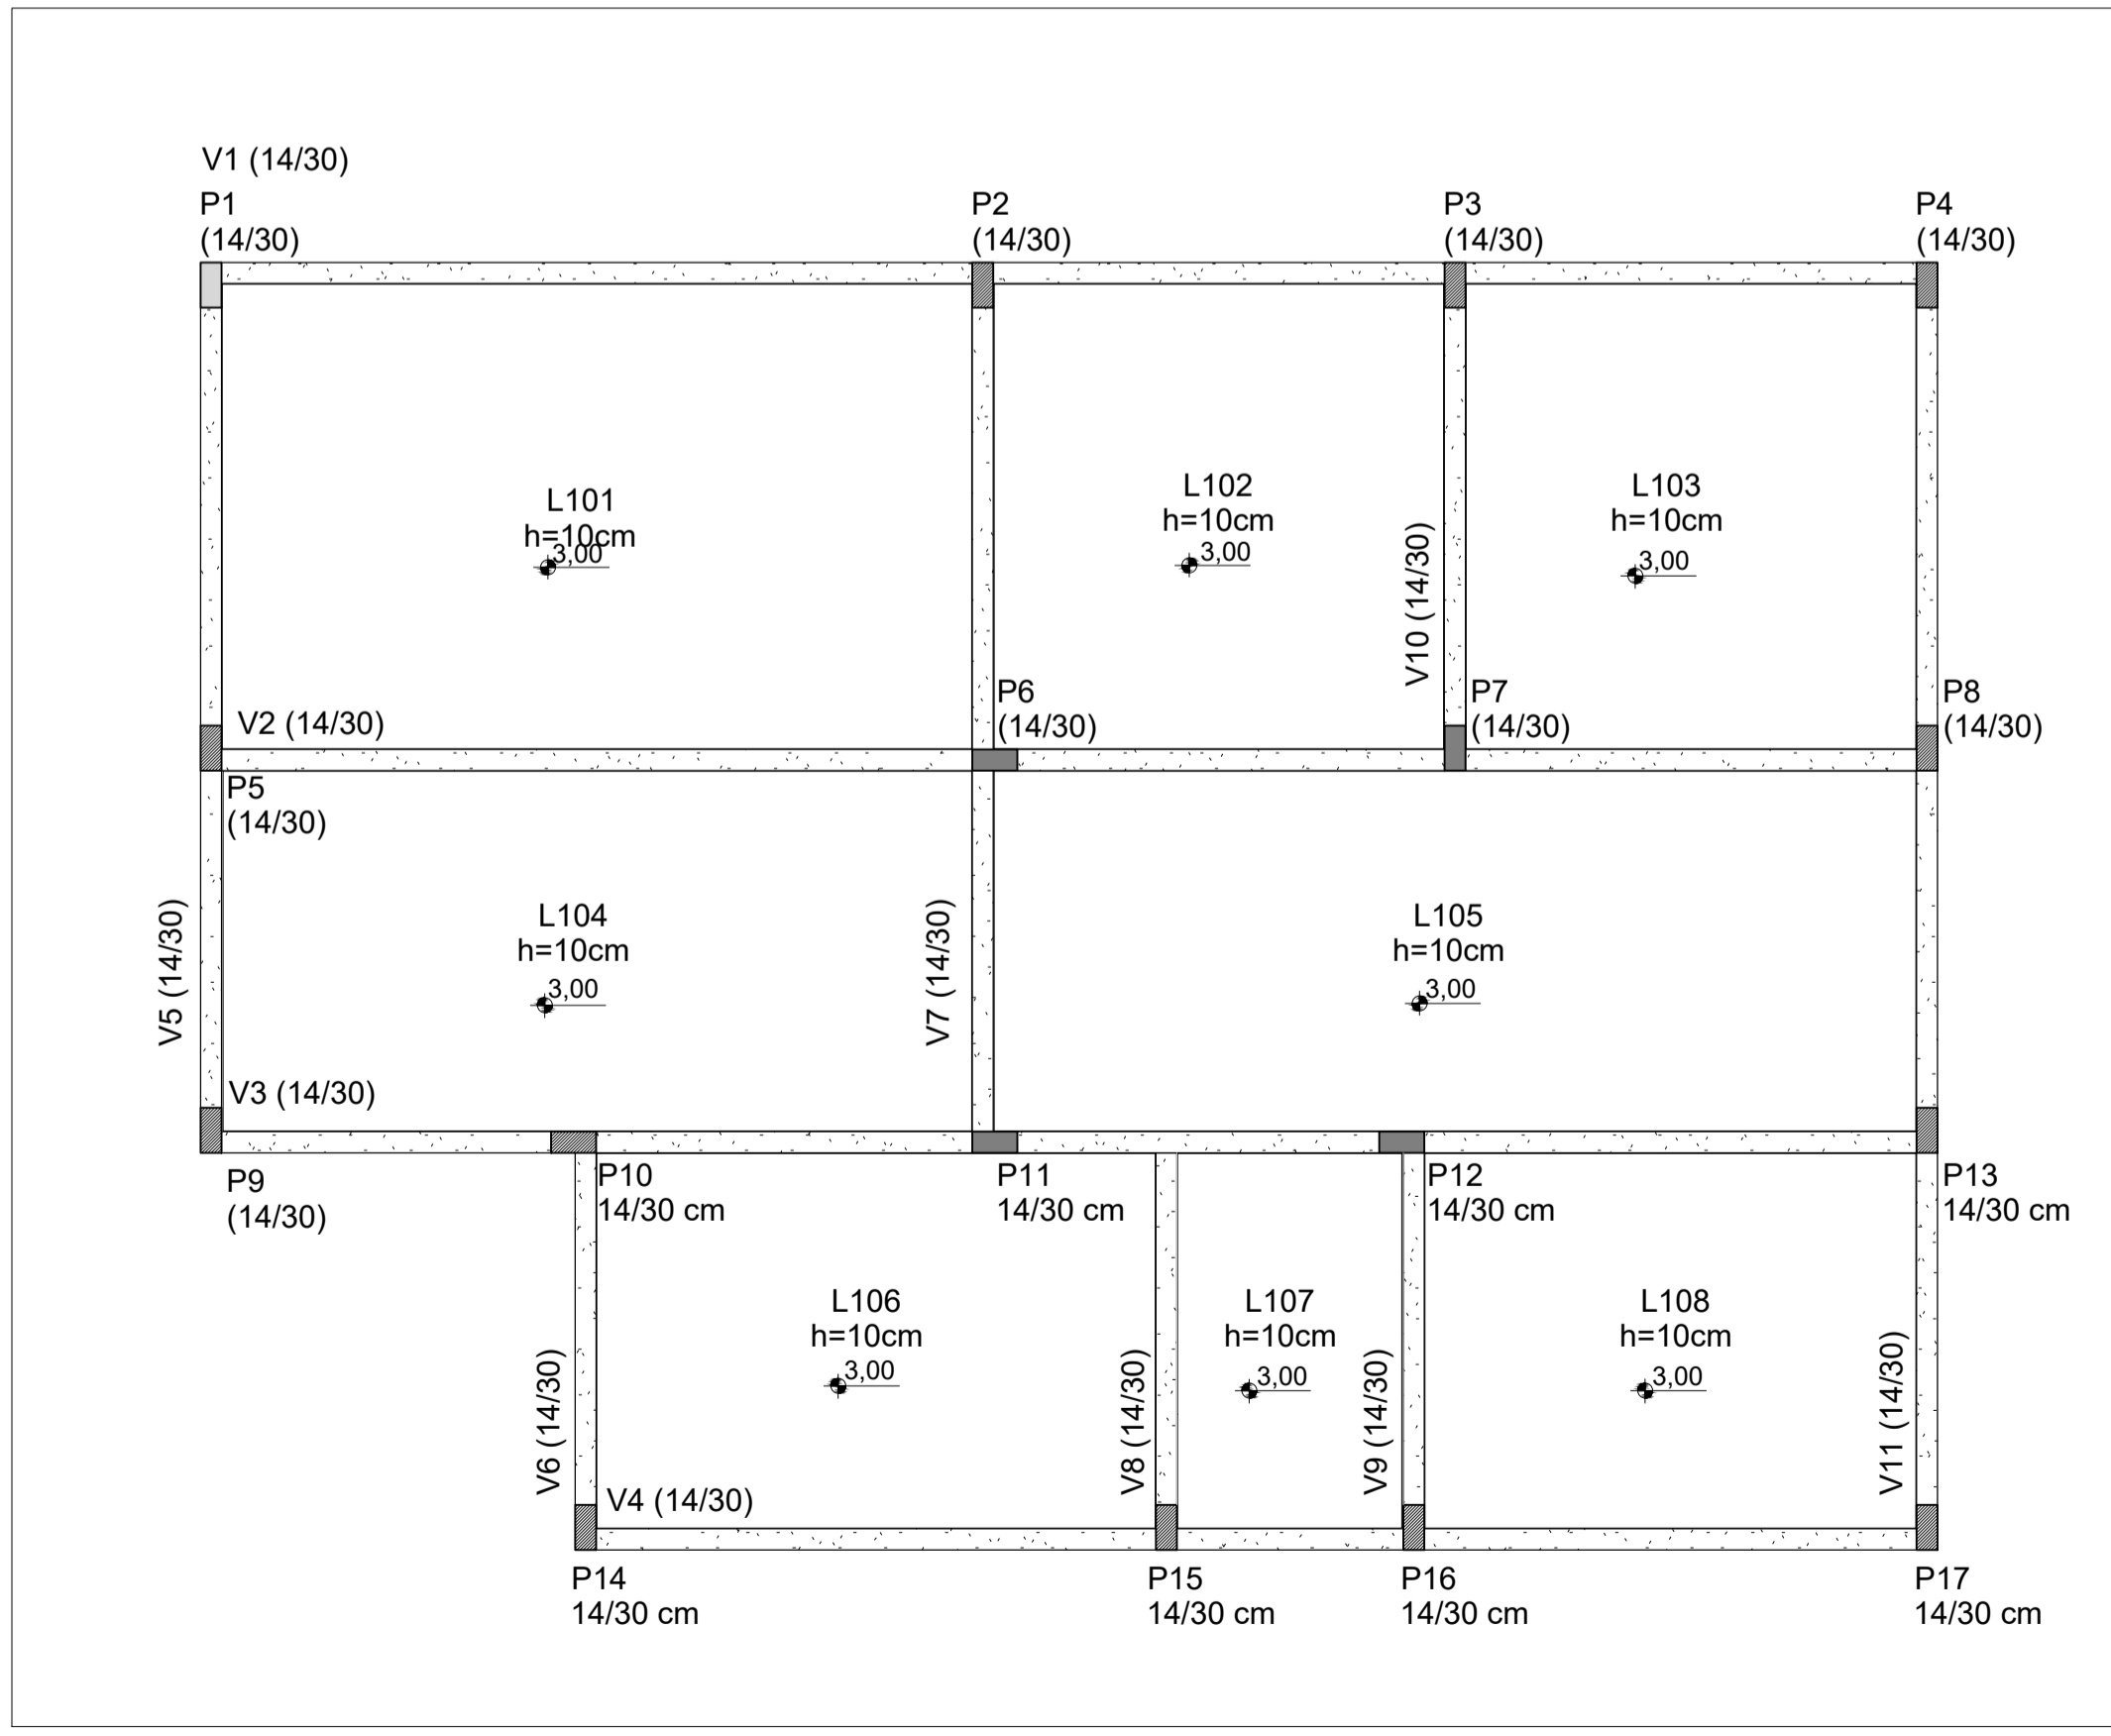 V1 (14/30)
P1
(14/30)
P2
(14/30)
P3
(14/30)
P4
(14/30)
L101
h=10cm
3,00
L102
h=10cm
3,00
V10 (14/30)
L103
h=10cm
3,00
V2 (14/30)
P6
(14/30)
P7
(14/30)
P8
(14/30)
P5
(14/30)
V5 (14/30)
L104
h=10cm
3,00
V7 (14/30)
L105
h=10cm
3,00
V3 (14/30)
P9
(14/30)
P10
14/30 cm
P11
14/30 cm
P12
14/30 cm
P13
14/30 cm
V6 (14/30)
L106
h=10cm
3,00
V8 (14/30)
L107
h=10cm
3,00
V9 (14/30)
L108
h=10cm
3,00
V11 (14/30)
V4 (14/30)
P14
14/30 cm
P15
14/30 cm
P16
14/30 cm
P17
14/30 cm